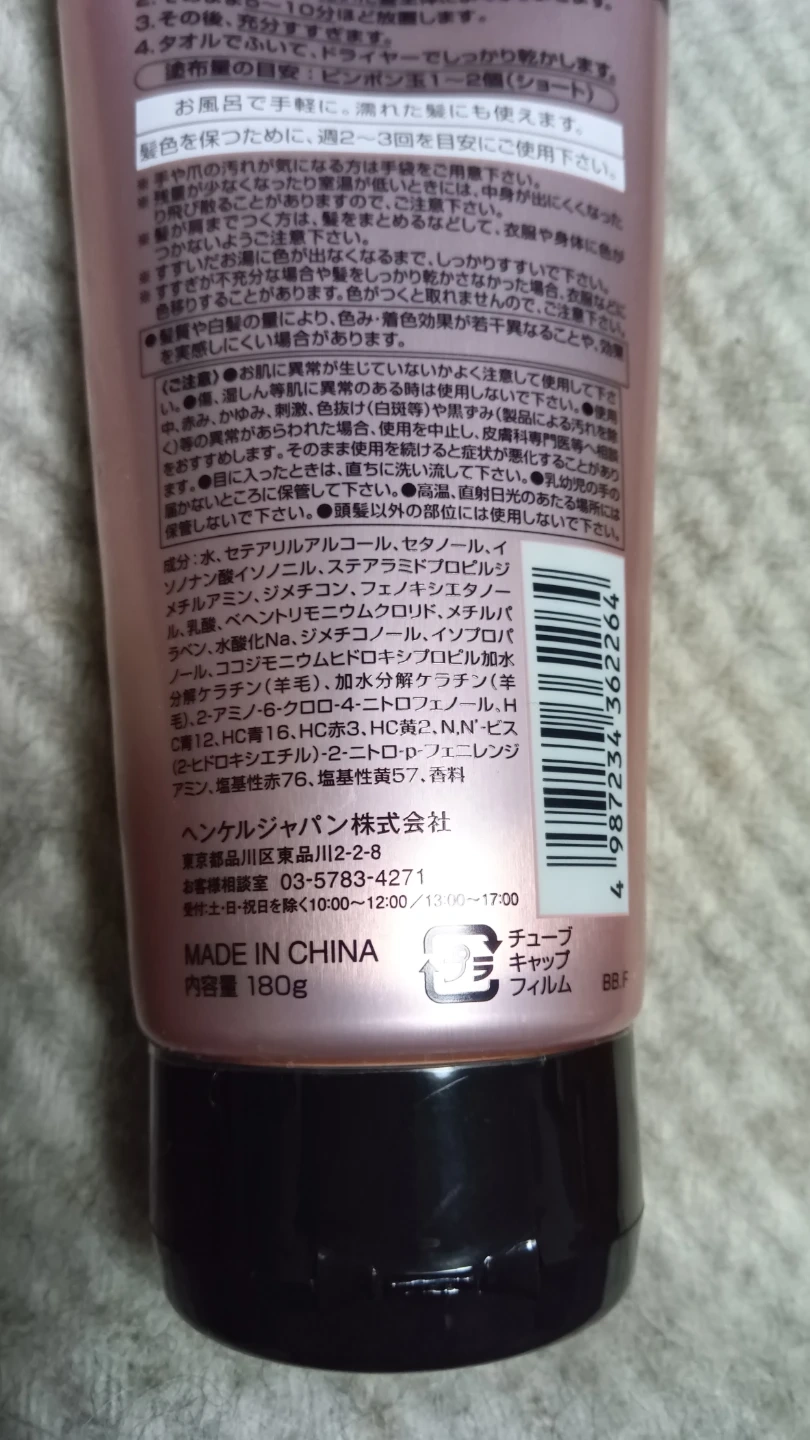 3.その後、充分すすぎます。
4.タオルでふいて、ドライヤーでしっかり乾かします。
塗布量の目安：ピンポン玉1〜2個(ショート)
お風呂で手軽に。濡れた髪にも使えます。
髪色を保つために、週2〜3回を目安にご使用下さい。
※手や爪の汚れが気になる方は手袋をご用意下さい。
※残量が少なくなったり室温が低いときには、中身が出にくくなった
り飛び散ることがありますので、ご注意下さい。
※髪が肩までつく方は、髪をまとめるなどして、衣服や身体に色が
つかないようご注意下さい。
※すすいだお湯に色が出なくなるまで、しっかりすすいで下さい。
※すすぎが不充分な場合や髪をしっかり乾かさなかった場合、衣服などに
色移りすることがあります。色がつくと取れませんので、ご注意下さい。
●髪質や白髪の量により、色み・着色効果が若干異なることや、効果
を実感しにくい場合があります。
〈ご注意〉●お肌に異常が生じていないかよく注意して使用して下さ
い。●傷、湿しん等肌に異常のある時は使用しないで下さい。●使用
中、赤み、かゆみ、刺激、色抜け(白斑等)や黒ずみ(製品による汚れを除
く)等の異常があらわれた場合、使用を中止し、皮膚科専門医等へ相談
をおすすめします。そのまま使用を続けると症状が悪化することがあり
ます。●目に入ったときは、直ちに洗い流して下さい。●乳幼児の手の
届かないところに保管して下さい。●高温、直射日光のあたる場所には
保管しないで下さい。●頭髪以外の部位には使用しないで下さい。
成分：水、セテアリルアルコール、セタノール、イ
ソノナン酸イソノニル、ステアラミドプロピルジ
メチルアミン、ジメチコン、フェノキシエタノー
ル、乳酸、ベヘントリモニウムクロリド、メチルパ
ラベン、水酸化Na、ジメチコノール、イソプロパ
ノール、ココジモニウムヒドロキシプロピル加水
分解ケラチン(羊毛)、加水分解ケラチン(羊
毛)、2-アミノ-6-クロロ-4-ニトロフェノール、H
C青12、HC青16、HC赤3、HC黄2、N,N'-ビス
(2-ヒドロキシエチル)-2-ニトロ-p-フェニレンジ
アミン、塩基性赤76、塩基性黄57、香料
ヘンケルジャパン株式会社
東京都品川区東品川2-2-8
お客様相談室 03-5783-4271
受付:土・日・祝日を除く10:00〜12:00／13:00〜17:00
MADE IN CHINA
内容量 180g
プラ
チューブ
キャップ
フィルム
BB.F
4 987234 362264